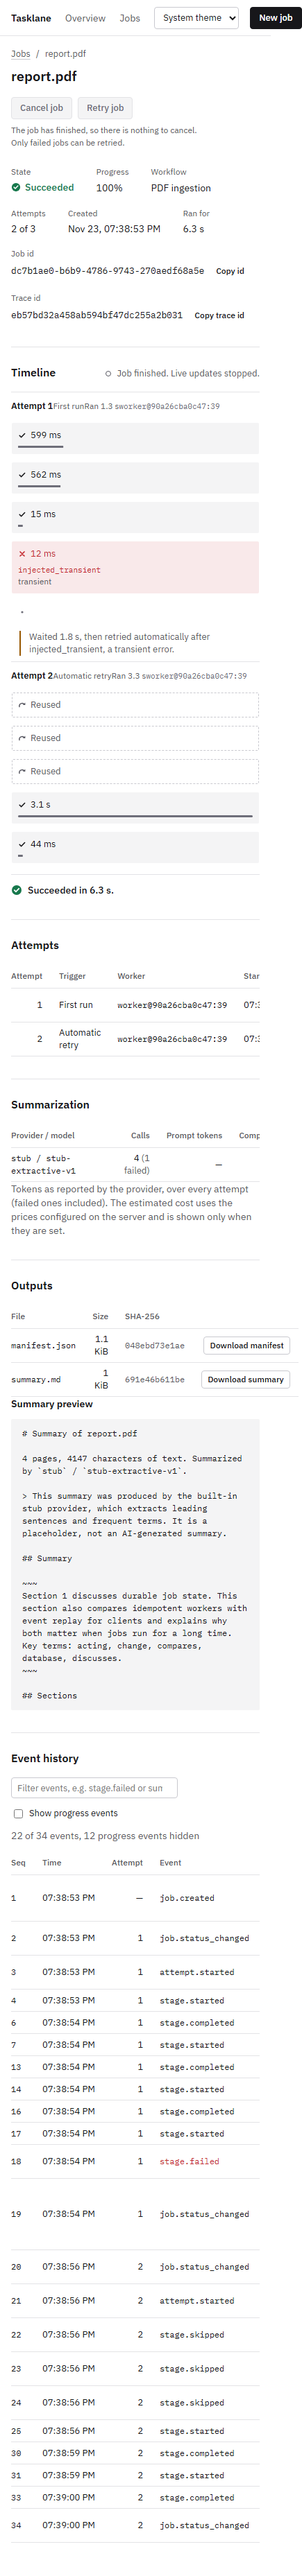 Tasklane Overview Jobs System theme New job
Jobs / report.pdf
report.pdf
Cancel job Retry job
The job has finished, so there is nothing to cancel.
Only failed jobs can be retried.
State Progress Workflow
Succeeded 100% PDF ingestion
Attempts Created Ran for
2 of 3 Nov 23, 07:38:53 PM 6.3 s
Job id
dc7b1ae0-b6b9-4786-9743-270aedf68a5e Copy id
Trace id
eb57bd32a458ab594bf47dc255a2b031 Copy trace id
Timeline Job finished. Live updates stopped.
Attempt 1First runRan 1.3 sworker@90a26cba0c47:39
599 ms
562 ms
15 ms
12 ms
injected_transient
transient
Waited 1.8 s, then retried automatically after
injected_transient, a transient error.
Attempt 2Automatic retryRan 3.3 sworker@90a26cba0c47:39
Reused
Reused
Reused
3.1 s
44 ms
Succeeded in 6.3 s.
Attempts
Attempt Trigger Worker Star
1 First run worker@90a26cba0c47:39 07:3
2 Automatic worker@90a26cba0c47:39 07:3
retry
Summarization
Provider / model Calls Prompt tokens Comp
stub / stub- 4 (1 —
extractive-v1 failed)
Tokens as reported by the provider, over every attempt
(failed ones included). The cost estimate uses the
prices configured on the server and is shown only when
they are set.
Outputs
File Size SHA-256
manifest.json 1.1 048ebd73e1ae Download manifest
KiB
summary.md 1 691e46b611be Download summary
KiB
Summary preview
# Summary of report.pdf
4 pages, 4147 characters of text. Summarized
by `stub` / `stub-extractive-v1`.
> This summary was produced by the built-in
stub provider, which extracts leading
sentences and frequent terms. It is a
placeholder, not an AI-generated summary.
## Summary
~~~
Section 1 discusses durable job state. This
section also compares idempotent workers with
event replay for clients and explains why
both matter when jobs run for a long time.
Key terms: acting, change, compares,
database, discusses.
~~~
## Sections
Event history
Filter events, e.g. stage.failed or sun
Show progress events
22 of 34 events, 12 progress events hidden
Seq Time Attempt Event
1 07:38:53 PM — job.created
2 07:38:53 PM 1 job.status_changed
3 07:38:53 PM 1 attempt.started
4 07:38:53 PM 1 stage.started
6 07:38:54 PM 1 stage.completed
7 07:38:54 PM 1 stage.started
13 07:38:54 PM 1 stage.completed
14 07:38:54 PM 1 stage.started
16 07:38:54 PM 1 stage.completed
17 07:38:54 PM 1 stage.started
18 07:38:54 PM 1 stage.failed
19 07:38:54 PM 1 job.status_changed
20 07:38:56 PM 2 job.status_changed
21 07:38:56 PM 2 attempt.started
22 07:38:56 PM 2 stage.skipped
23 07:38:56 PM 2 stage.skipped
24 07:38:56 PM 2 stage.skipped
25 07:38:56 PM 2 stage.started
30 07:38:59 PM 2 stage.completed
31 07:38:59 PM 2 stage.started
33 07:39:00 PM 2 stage.completed
34 07:39:00 PM 2 job.status_changed